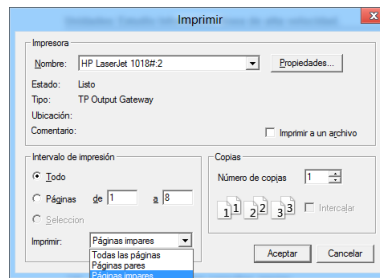 Imprimir
Impresora
Nombre: HP LaserJet 1018#:2 Propiedades...
Estado: Listo
Tipo: TP Output Gateway
Ubicación:
Comentario: Imprimir a un archivo
Intervalo de impresión
Todo
Páginas de 1 a 8
Seleccion
Imprimir: Páginas impares
Todas las páginas
Páginas pares
Páginas impares
Copias
Número de copias 1
1 1 2 2 3 3 Intercalar
Aceptar Cancelar